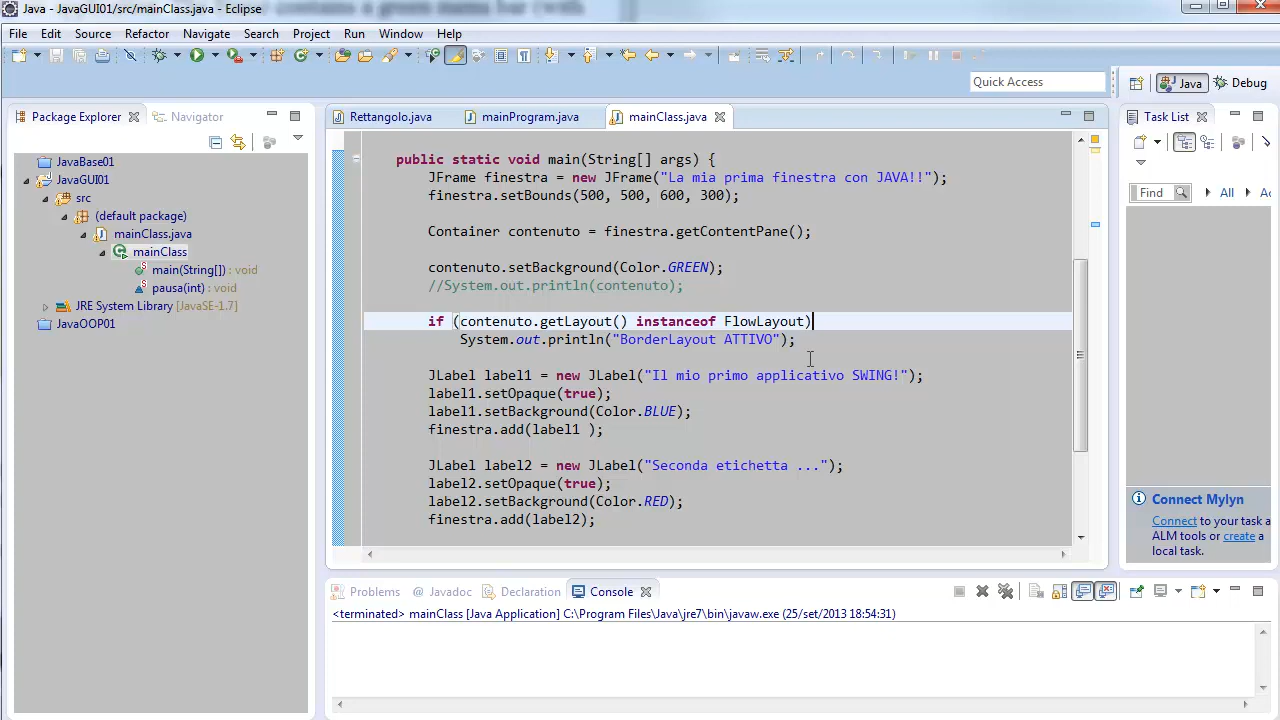 contains a green menu bar (with
Java - JavaGUI01/src/mainClass.java - Eclipse
File Edit Source Refactor Navigate Search Project Run Window Help
Quick Access
Java
Debug
Package Explorer
Navigator
Rettangolo.java
mainProgram.java
mainClass.java
Task List
JavaBase01
JavaGUI01
src
(default package)
mainClass.java
mainClass
main(String[]) : void
pausa(int) : void
JRE System Library [JavaSE-1.7]
JavaOOP01
public static void main(String[] args) {
JFrame finestra = new JFrame("La mia prima finestra con JAVA!!");
finestra.setBounds(500, 500, 600, 300);
Container contenuto = finestra.getContentPane();
contenuto.setBackground(Color.GREEN);
//System.out.println(contenuto);
if (contenuto.getLayout() instanceof FlowLayout)
System.out.println("BorderLayout ATTIVO");
JLabel label1 = new JLabel("Il mio primo applicativo SWING!");
label1.setOpaque(true);
label1.setBackground(Color.BLUE);
finestra.add(label1 );
JLabel label2 = new JLabel("Seconda etichetta ...");
label2.setOpaque(true);
label2.setBackground(Color.RED);
finestra.add(label2);
Find
All
Connect Mylyn
Connect to your task a
ALM tools or create a
local task.
Problems
Javadoc
Declaration
Console
<terminated> mainClass [Java Application] C:\Program Files\Java\jre7\bin\javaw.exe (25/set/2013 18:54:31)